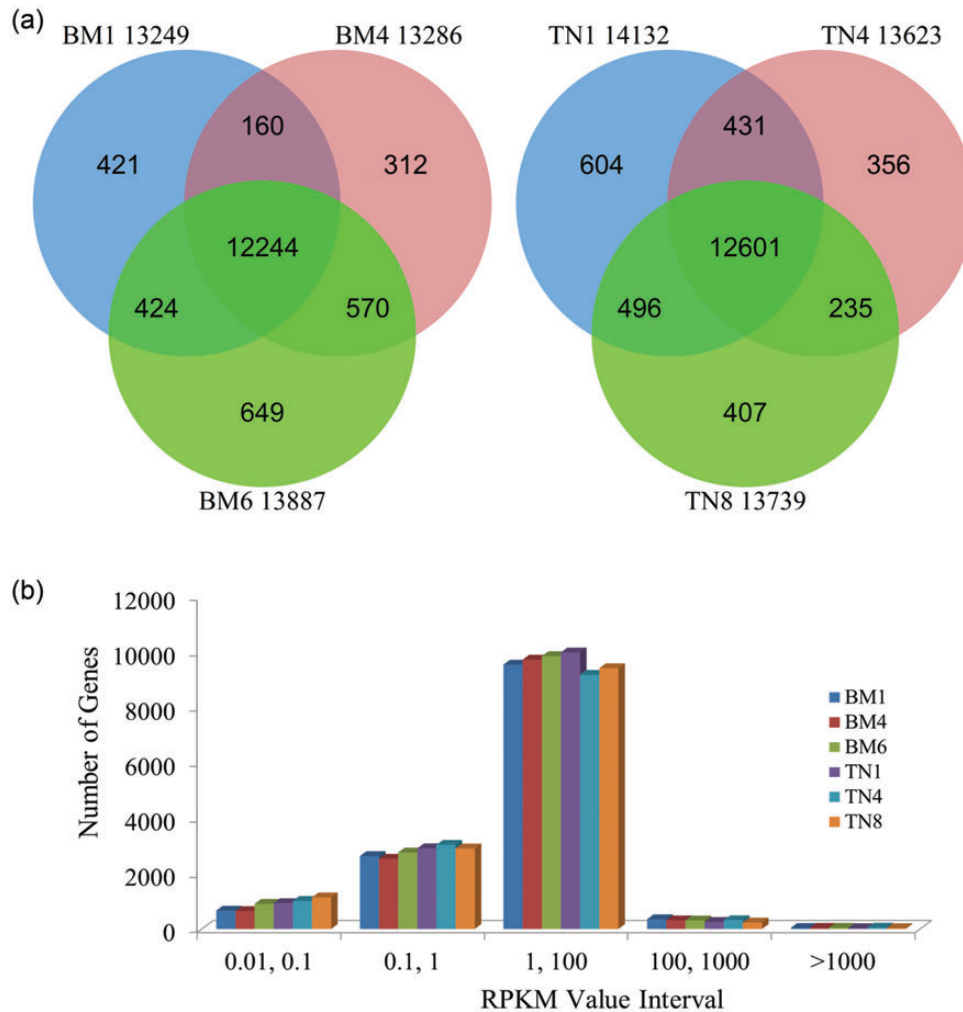 (a)
BM1 13249
BM4 13286
160
421
312
12244
424
570
649
BM6 13887
TN1 14132
TN4 13623
431
604
356
12601
496
235
407
TN8 13739
(b)
Number of Genes
12000
10000
8000
6000
4000
2000
0
0.01, 0.1
0.1, 1
1, 100
100, 1000
>1000
RPKM Value Interval
BM1
BM4
BM6
TN1
TN4
TN8